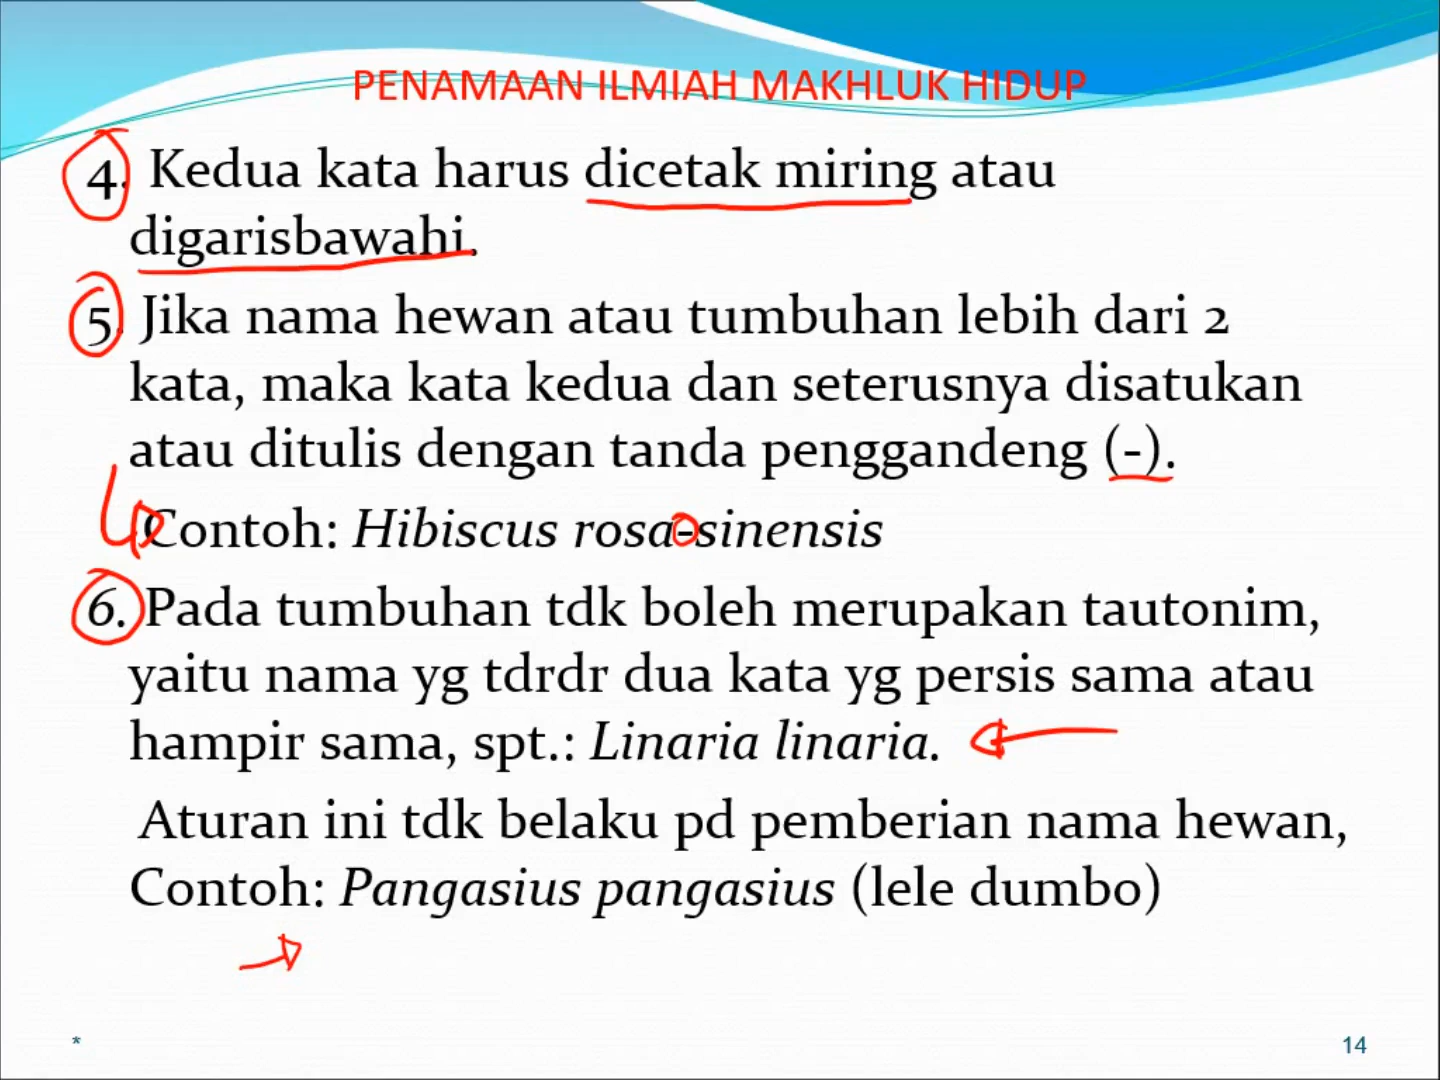 PENAMAAN ILMIAH MAKHLUK HIDUP
4. Kedua kata harus dicetak miring atau
digarisbawahi.
5. Jika nama hewan atau tumbuhan lebih dari 2
kata, maka kata kedua dan seterusnya disatukan
atau ditulis dengan tanda penggandeng (-).
Contoh: Hibiscus rosa-sinensis
6. Pada tumbuhan tdk boleh merupakan tautonim,
yaitu nama yg tdrdr dua kata yg persis sama atau
hampir sama, spt.: Linaria linaria.
Aturan ini tdk belaku pd pemberian nama hewan,
Contoh: Pangasius pangasius (lele dumbo)
* 14